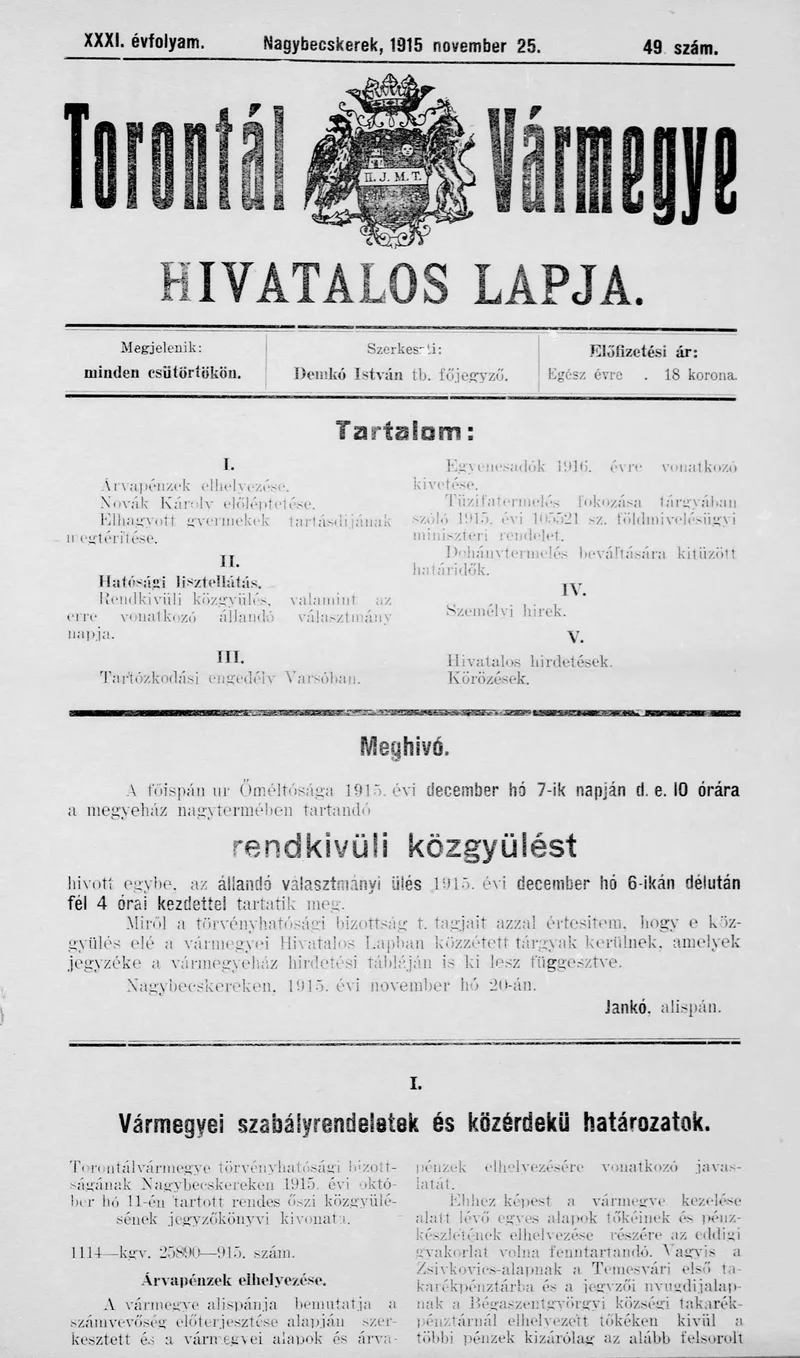 XXXI. évfolyam. Nagybecskerek, 1915 november 25. 49 szám.
Torontál Vármegye
II. J. M. T.
HIVATALOS LAPJA.
Megjelenik:
minden csütörtökön.
Szerkeszti:
Demkó István tb. főjegyző.
Előfizetési ár:
Egész évre . 18 korona.
Tartalom:
I.
Árvapénzek elhelyezése.
Novák Károly előléptetése.
Elhagyott gyermekek tartásdijának
megtérítése.
II.
Hatósági lisztellátás.
Rendkivüli közgyülés, valamint az
erre vonatkozó állandó választmány
napja.
III.
Tartózkodási engedély Varsóban.
Egyenesadók 1916. évre vonatkozó
kivetése.
Tüzifatermelés fokozása tárgyában
szóló 1915. évi 105521 sz. földmivelésügyi
miniszteri rendelet.
Dohánytermelés beváltására kitüzött
határidők.
IV.
Személyi hirek.
V.
Hivatalos hirdetések.
Körözések.
Meghivó.
A főispán ur Őméltósága 1915. évi december hó 7-ik napján d. e. 10 órára
a megyeház nagytermében tartandó
rendkivüli közgyülést
hivott egybe, az állandó választmányi ülés 1915. évi december hó 6-ikán délután
fél 4 órai kezdettel tartatik meg.
Miről a törvényhatósági bizottság t. tagjait azzal értesitem, hogy e köz-
gyülés elé a vármegyei Hivatalos Lapban közzétett tárgyak kerülnek, amelyek
jegyzéke a vármegyeház hirdetési tábláján is ki lesz függesztve.
Nagybecskereken, 1915. évi november hó 20-án.
Jankó, alispán.
I.
Vármegyei szabályrendeletek és közérdekü határozatok.
Torontálvármegye törvényhatósági bizott-
ságának Nagybecskereken 1915. évi októ-
ber hó 11-én tartott rendes őszi közgyülé-
sének jegyzőkönyvi kivonata.
1114—kgy. 25890—915. szám.
Árvapénzek elhelyezése.
A vármegye alispánja bemutatja a
számvevőség előterjesztése alapján szer-
kesztett és a vármegyei alapok és árva-
pénzek elhelyezésére vonatkozó javas-
latát.
Ehhez képest a vármegye kezelése
alatt lévő egyes alapok tőkéinek és pénz-
készletének elhelyezése részére az eddigi
gyakorlat volna fenntartandó. Vagyis a
Zsivkovics-alapnak a Temesvári első ta-
karékpénztárba és a jegyzői nyugdijalap-
nak a Bégaszentgyörgyi községi takarék-
pénztárnál elhelyezett tőkéken kivül a
többi pénzek kizárólag az alább felsorolt